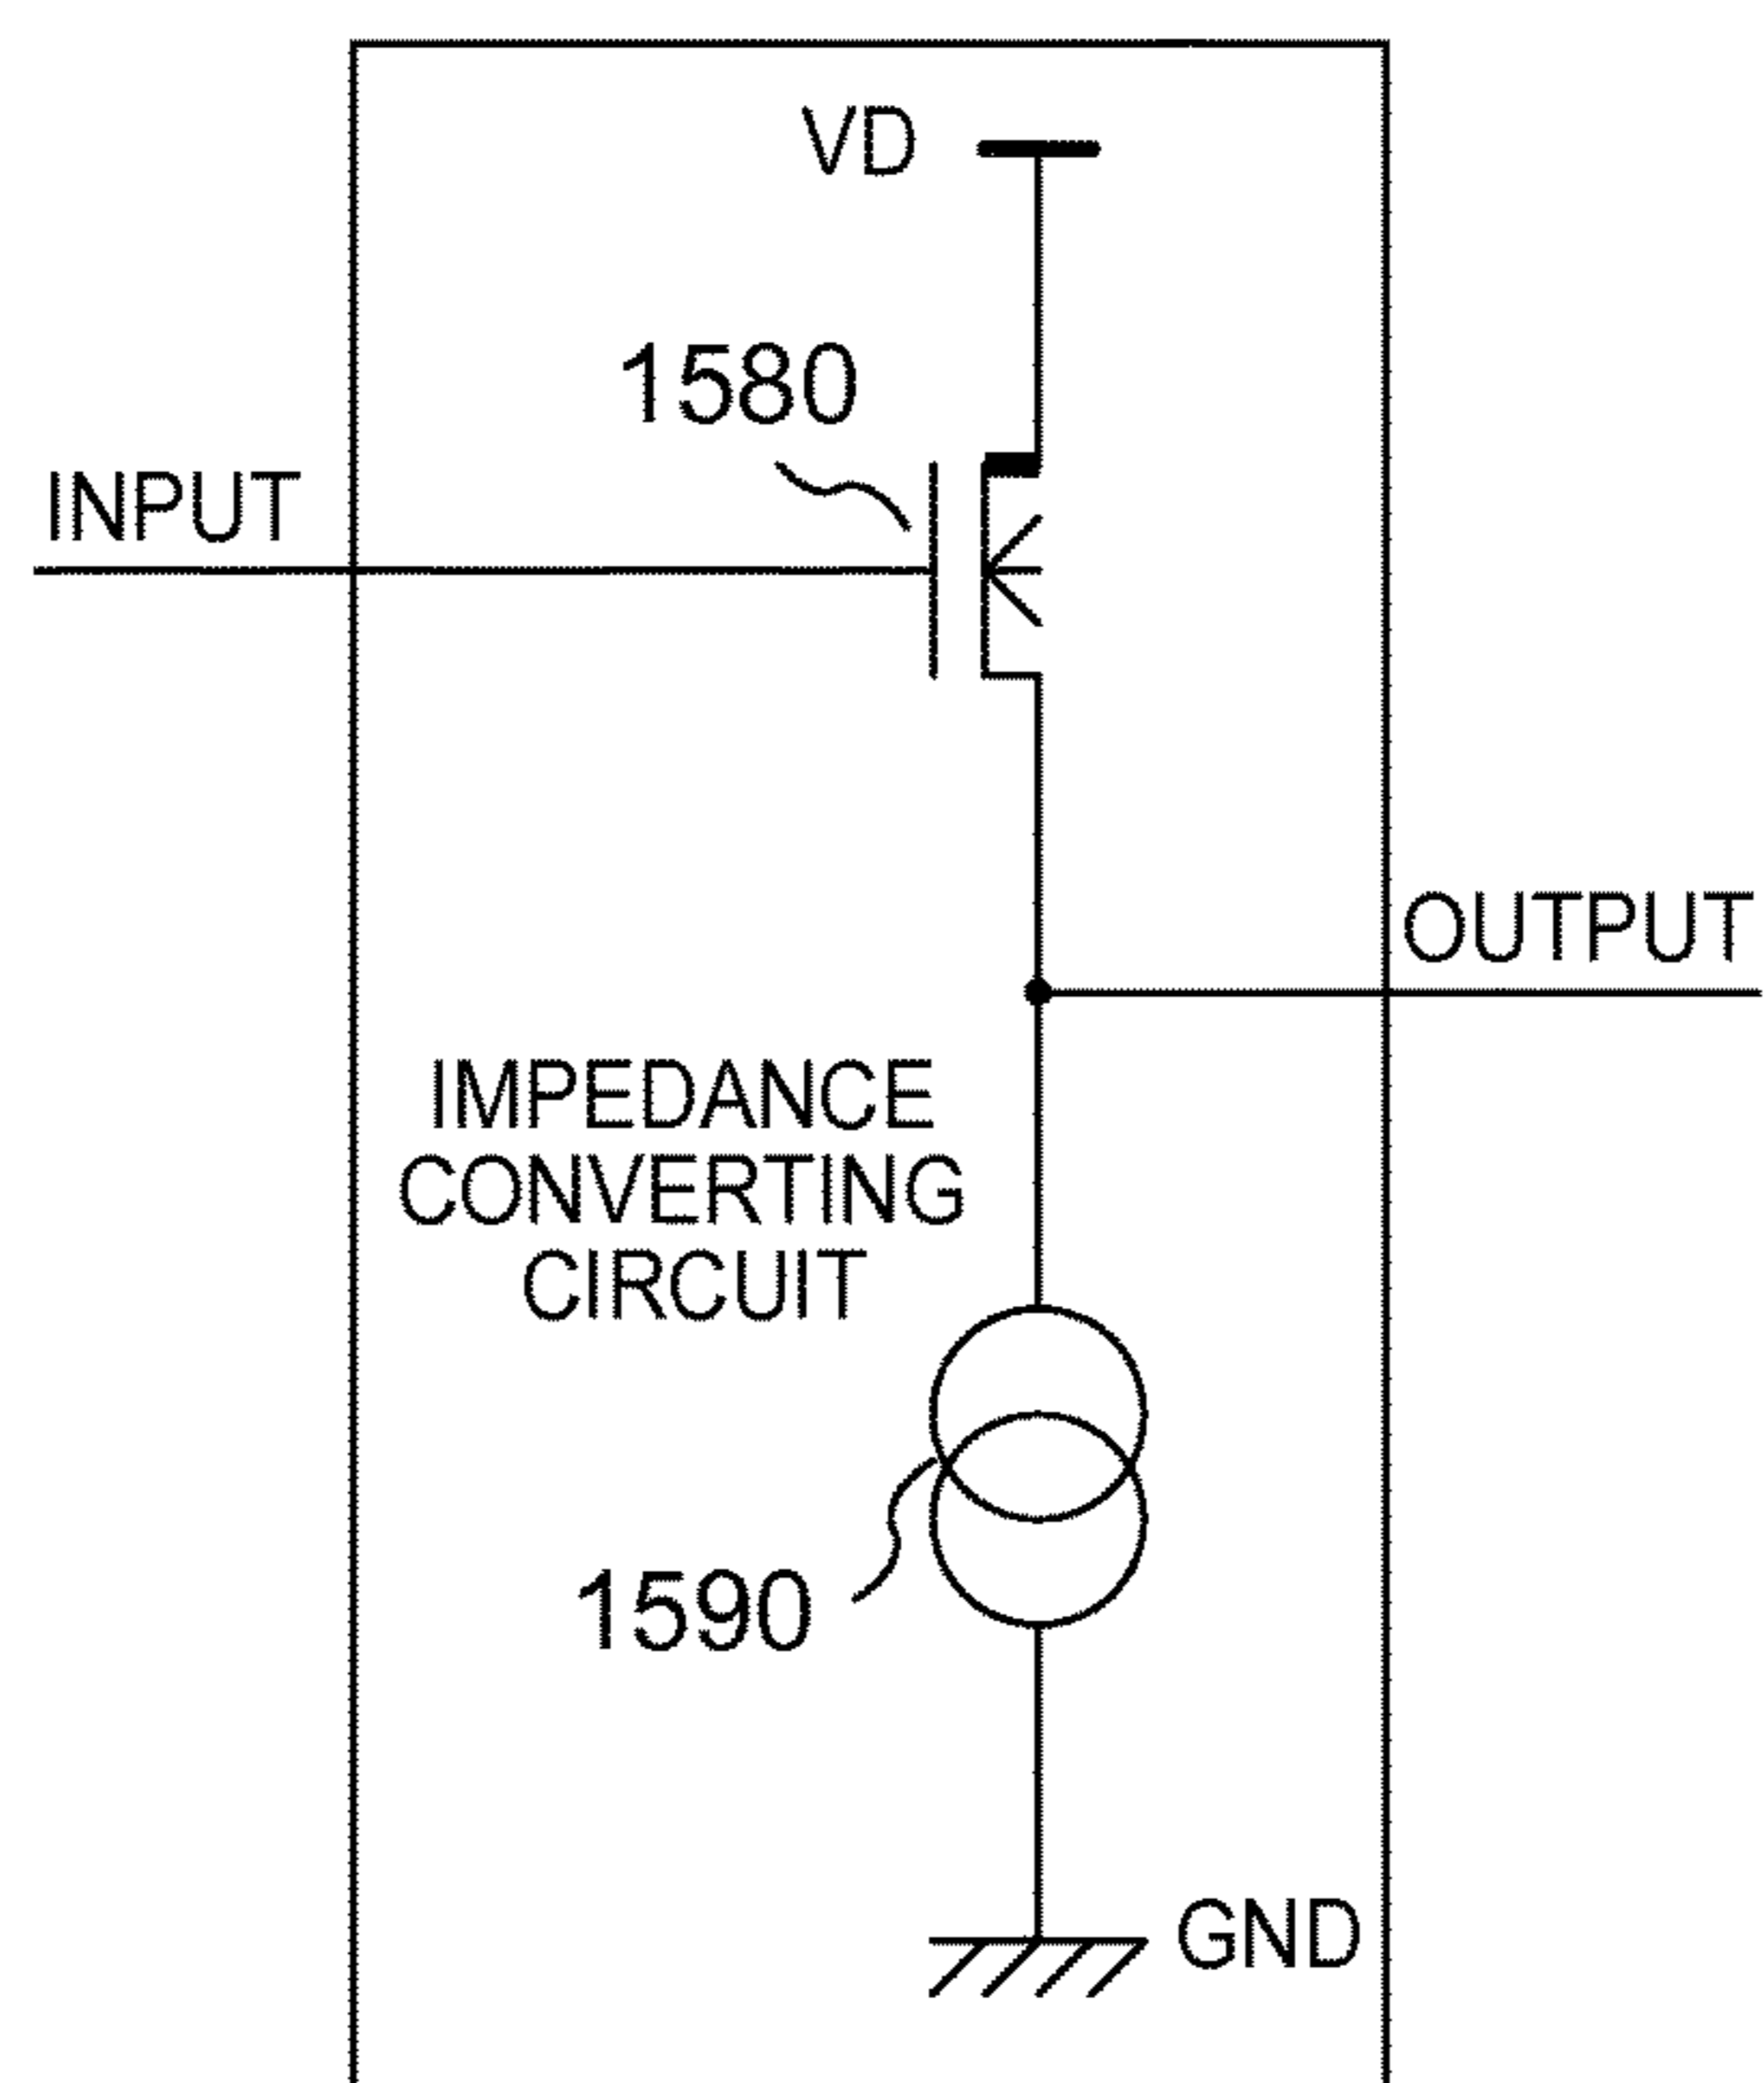 VD
1580
INPUT
OUTPUT
IMPEDANCE
CONVERTING
CIRCUIT
1590
GND